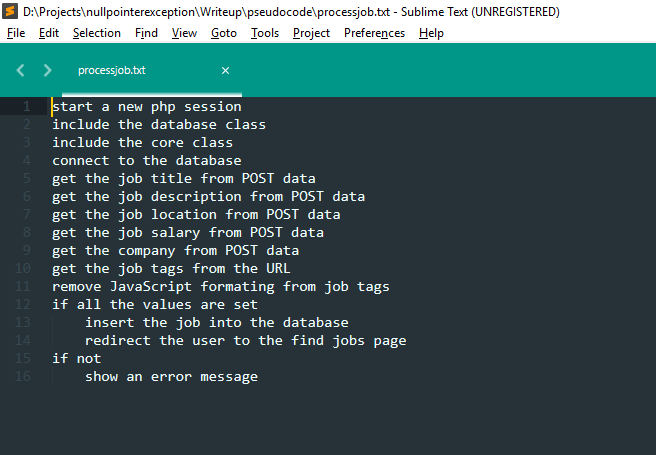 D:\Projects\nullpointerexception\Writeup\pseudocode\processjob.txt - Sublime Text (UNREGISTERED)
File Edit Selection Find View Goto Tools Project Preferences Help
processjob.txt ×
1 start a new php session
2 include the database class
3 include the core class
4 connect to the database
5 get the job title from POST data
6 get the job description from POST data
7 get the job location from POST data
8 get the job salary from POST data
9 get the company from POST data
10 get the job tags from the URL
11 remove JavaScript formating from job tags
12 if all the values are set
13 insert the job into the database
14 redirect the user to the find jobs page
15 if not
16 show an error message